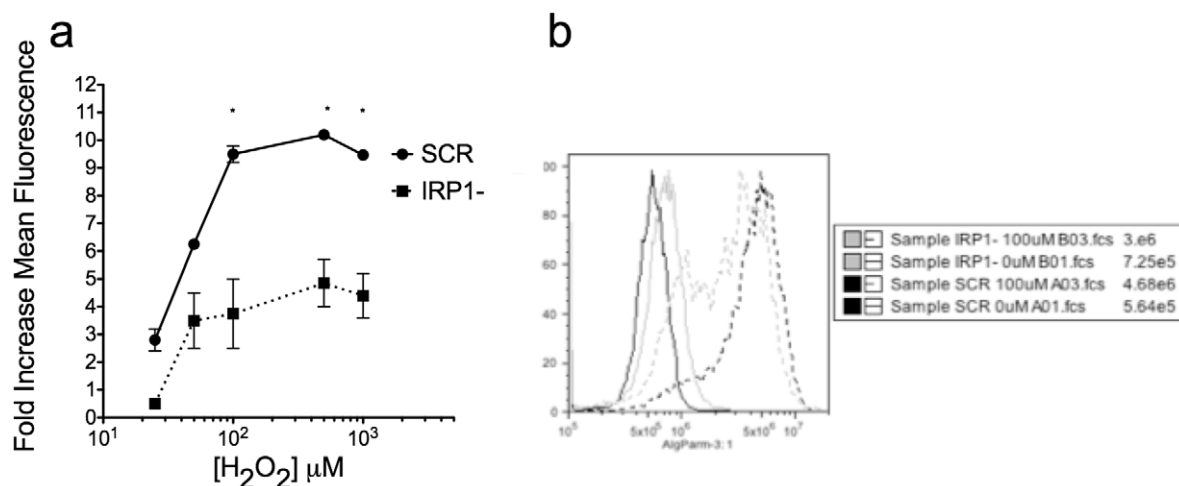 a
b
Fold Increase Mean Fluorescence
12
11
10
9
8
7
6
5
4
3
2
1
0
10¹ 10² 10³
[H₂O₂] μM
* * *
SCR
IRP1-
00
80
60
40
20
0
10⁵ 5x10⁵ 10⁶ 5x10⁶ 10⁷
AlgParm-3:1
Sample IRP1- 100uM B03.fcs 3.e6
Sample IRP1- 0uM B01.fcs 7.25e5
Sample SCR 100uM A03.fcs 4.68e6
Sample SCR 0uM A01.fcs 5.64e5